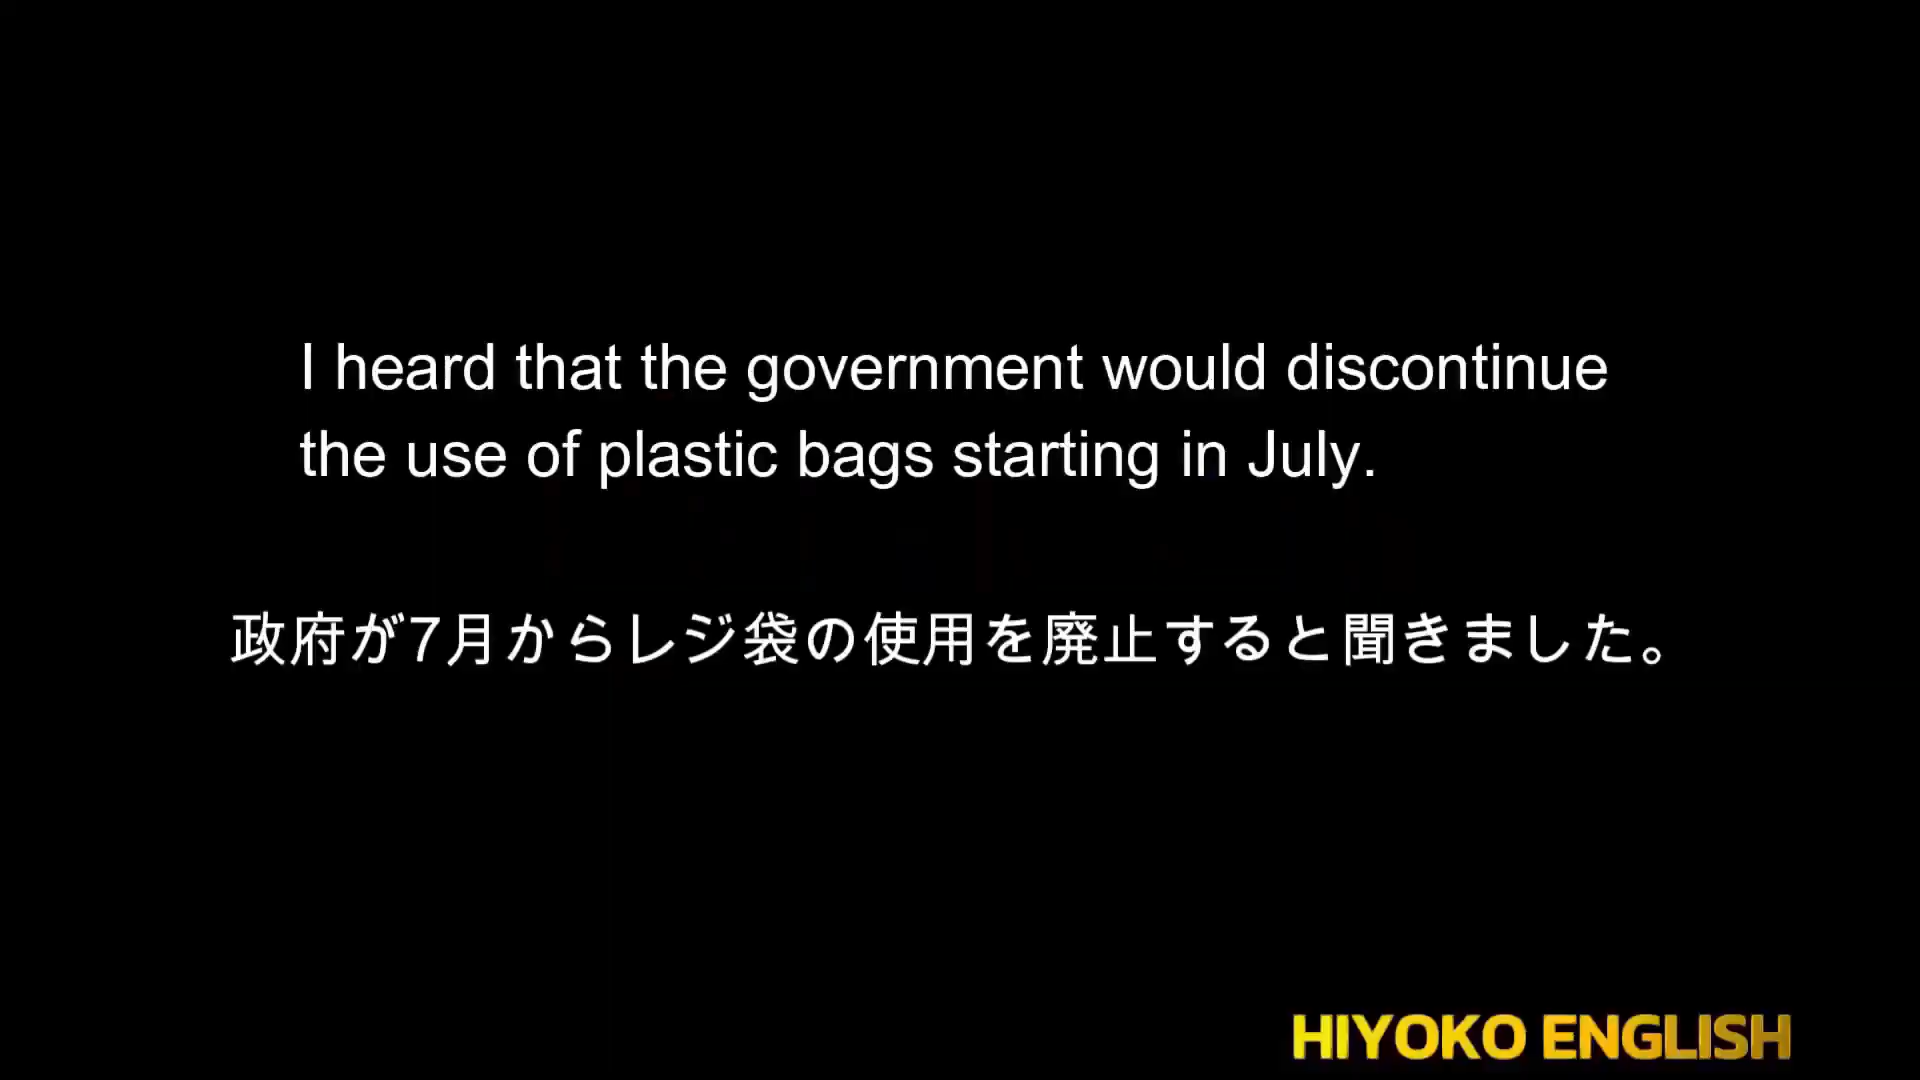 I heard that the government would discontinue
the use of plastic bags starting in July.
政府が7月からレジ袋の使用を廃止すると聞きました。
HIYOKO ENGLISH